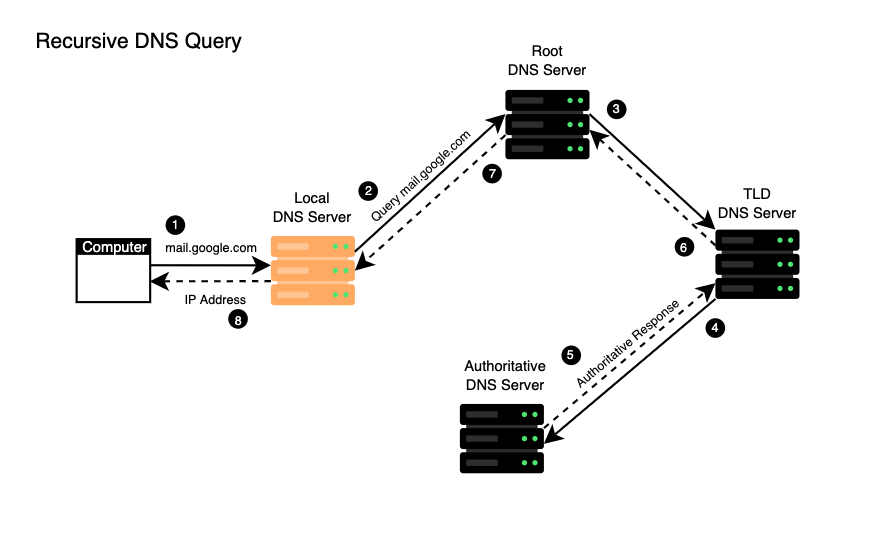 Recursive DNS Query
Root
DNS Server
3
Query mail.google.com
7
2
Local
DNS Server
TLD
DNS Server
1
mail.google.com
Computer
6
IP Address
8
4
Authoritative Response
5
Authoritative
DNS Server